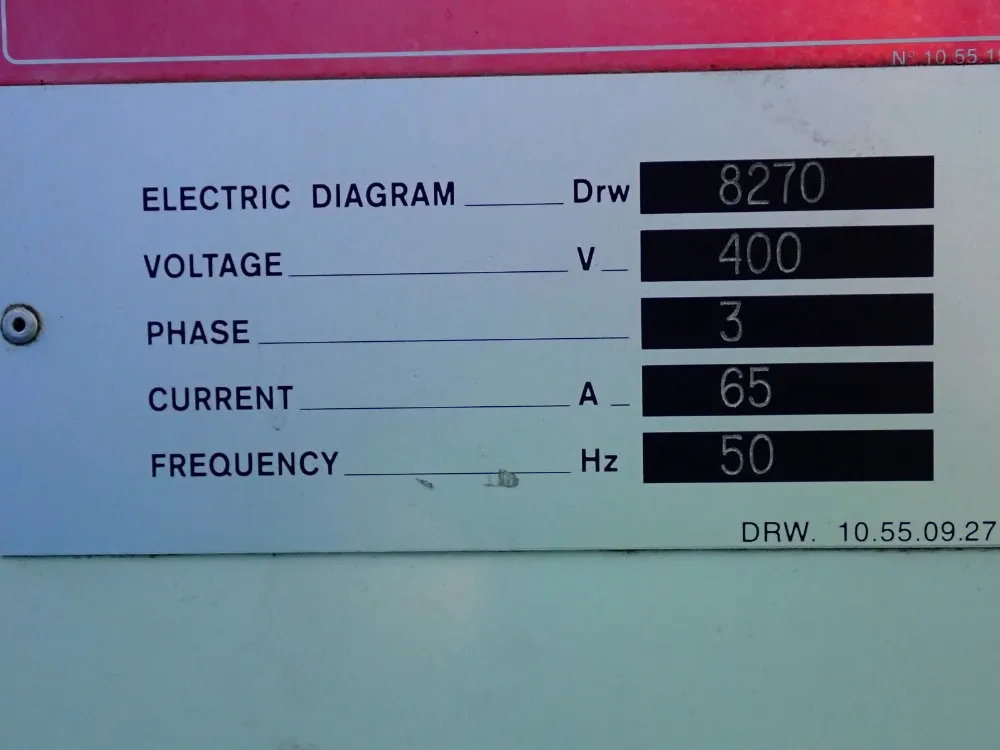 Nº 10 55.1
ELECTRIC DIAGRAM Drw 8270
VOLTAGE V 400
PHASE 3
CURRENT A 65
FREQUENCY Hz 50
DRW. 10.55.09.27